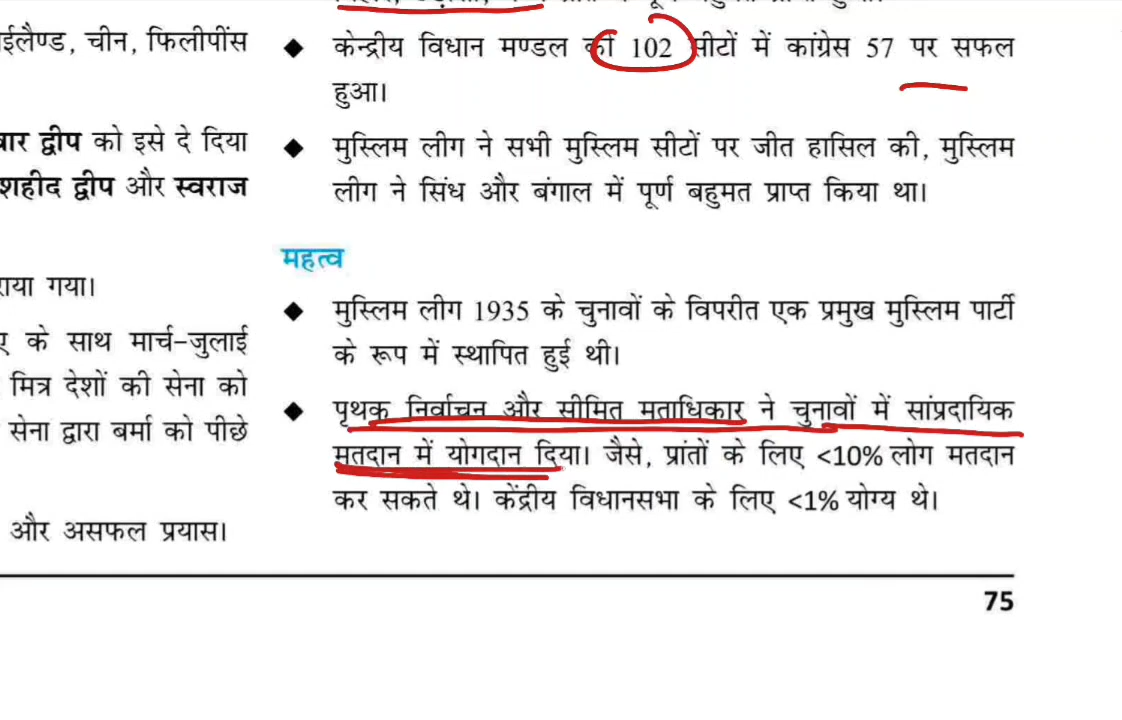 ईलैण्ड, चीन, फिलीपींस
वार द्वीप को इसे दे दिया
शहीद द्वीप और स्वराज
राया गया।
ए के साथ मार्च-जुलाई
मित्र देशों की सेना को
सेना द्वारा बर्मा को पीछे
और असफल प्रयास।
◆ केन्द्रीय विधान मण्डल की 102 सीटों में कांग्रेस 57 पर सफल
हुआ।
◆ मुस्लिम लीग ने सभी मुस्लिम सीटों पर जीत हासिल की, मुस्लिम
लीग ने सिंध और बंगाल में पूर्ण बहुमत प्राप्त किया था।
महत्व
◆ मुस्लिम लीग 1935 के चुनावों के विपरीत एक प्रमुख मुस्लिम पार्टी
के रूप में स्थापित हुई थी।
◆ पृथक निर्वाचन और सीमित मताधिकार ने चुनावों में सांप्रदायिक
मतदान में योगदान दिया। जैसे, प्रांतों के लिए <10% लोग मतदान
कर सकते थे। केंद्रीय विधानसभा के लिए <1% योग्य थे।
75